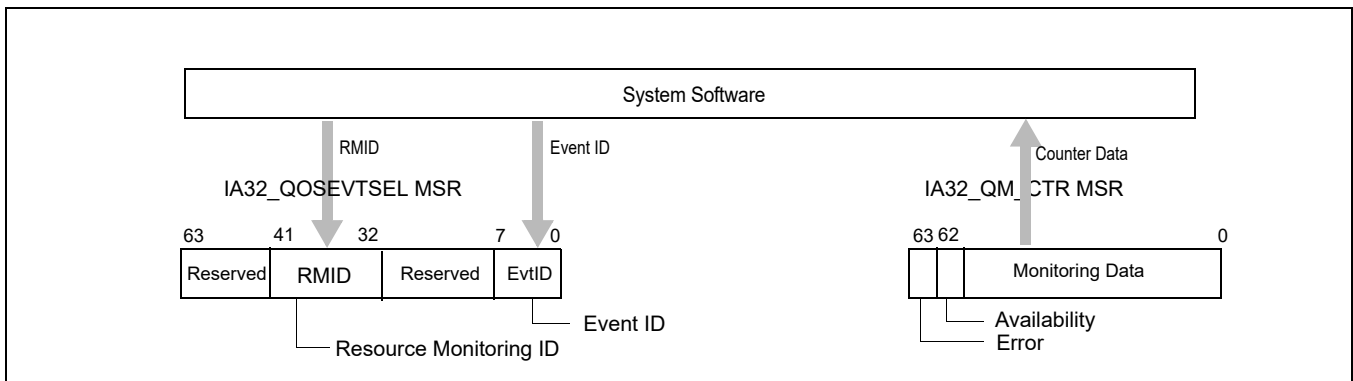 System Software
RMID
Event ID
Counter Data
IA32_QOSEVTSEL MSR
IA32_QM_CTR MSR
63 41 32 7 0
63 62 0
Reserved RMID Reserved EvtID
Monitoring Data
Event ID
Resource Monitoring ID
Availability
Error